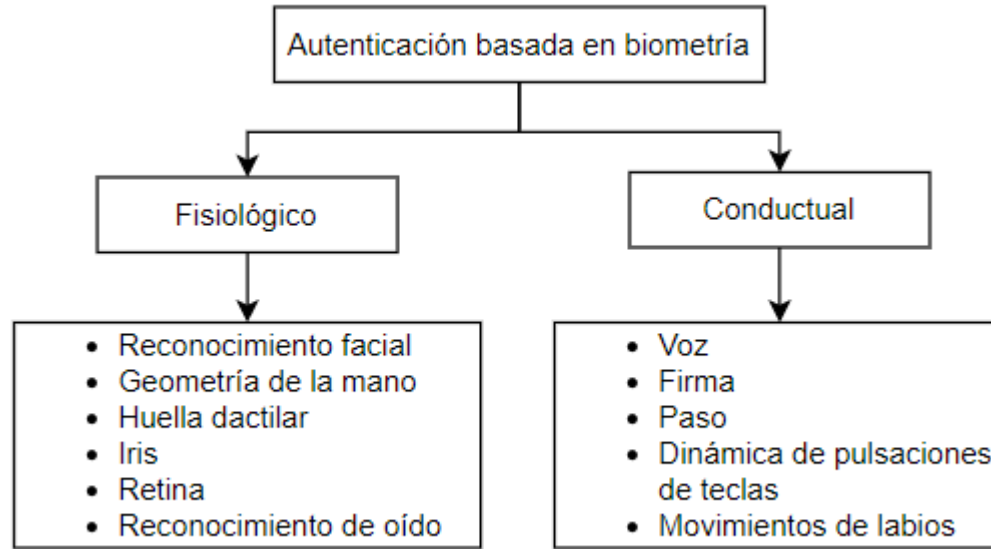 Autenticación basada en biometría
Fisiológico
Conductual
• Reconocimiento facial
• Geometría de la mano
• Huella dactilar
• Iris
• Retina
• Reconocimiento de oído
• Voz
• Firma
• Paso
• Dinámica de pulsaciones
de teclas
• Movimientos de labios